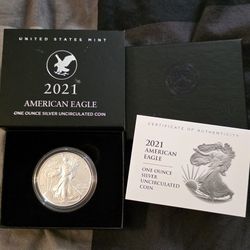 UNITED STATES MINT
2021
AMERICAN EAGLE
ONE OUNCE SILVER UNCIRCULATED COIN
CERTIFICATE OF AUTHENTICITY
2021
AMERICAN
EAGLE
ONE OUNCE
SILVER
UNCIRCULATED
COIN